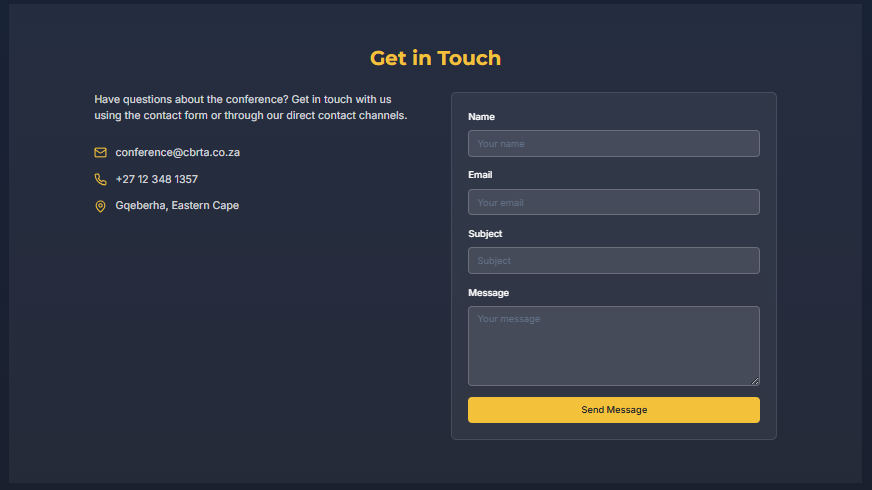 Get in Touch
Have questions about the conference? Get in touch with us
using the contact form or through our direct contact channels.
conference@cbrta.co.za
+27 12 348 1357
Gqeberha, Eastern Cape
Name
Your name
Email
Your email
Subject
Subject
Message
Your message
Send Message